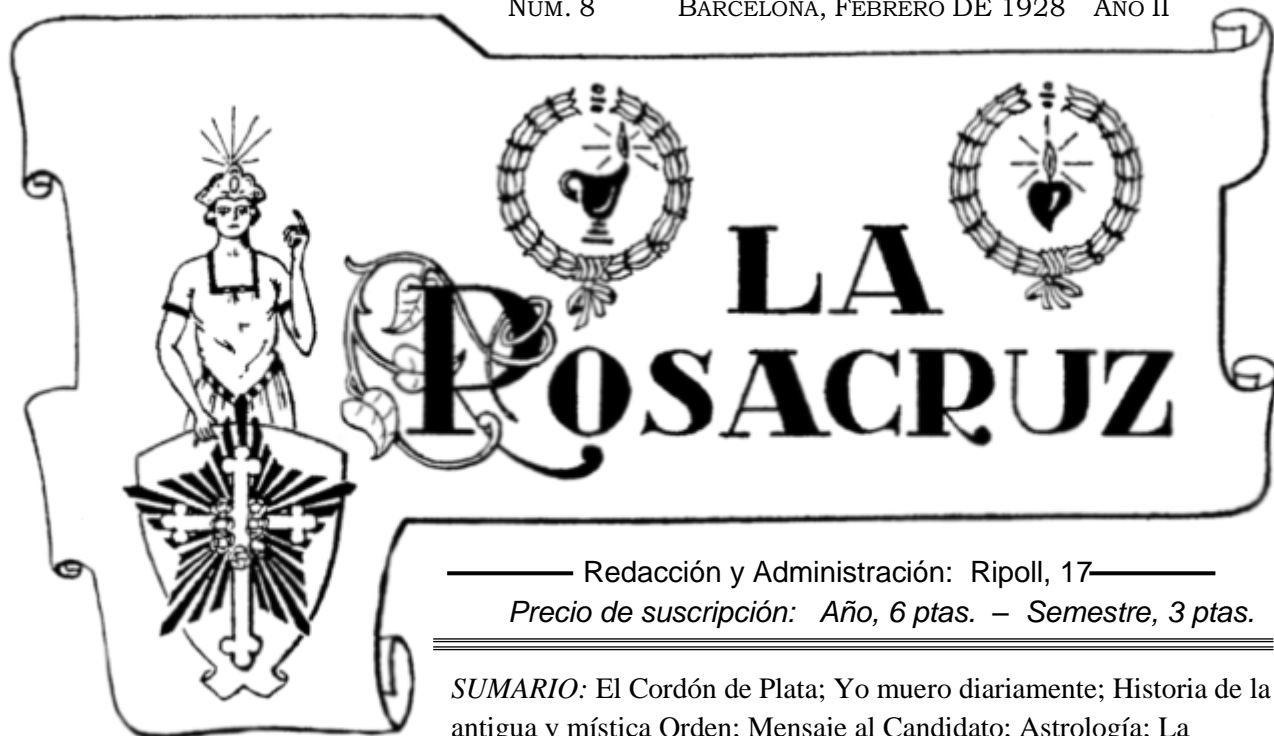 NÚM. 8 BARCELONA, FEBRERO DE 1928 AÑO II
LA
ROSACRUZ
Redacción y Administración: Ripoll, 17
Precio de suscripción: Año, 6 ptas. – Semestre, 3 ptas.
SUMARIO: El Cordón de Plata; Yo muero diariamente; Historia de la
antigua y mística Orden; Mensaje al Candidato; Astrología; La